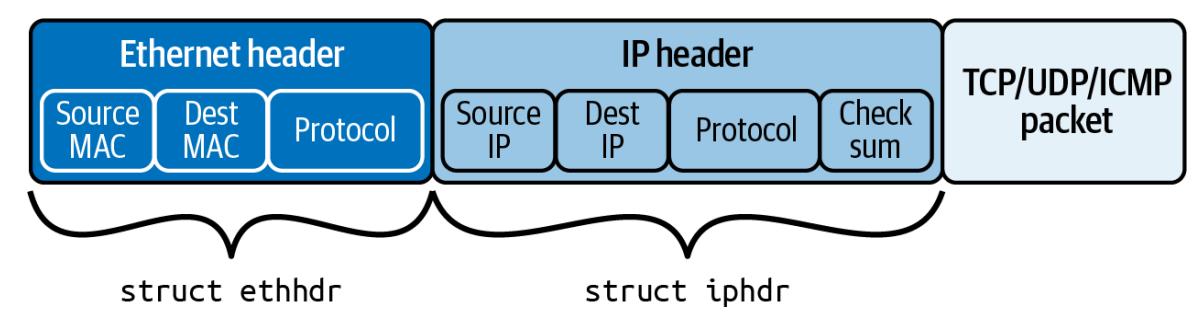 Ethernet header
IP header
Source
MAC
Dest
MAC
Protocol
Source
IP
Dest
IP
Protocol
Check
sum
TCP/UDP/ICMP
packet
struct ethhdr
struct iphdr